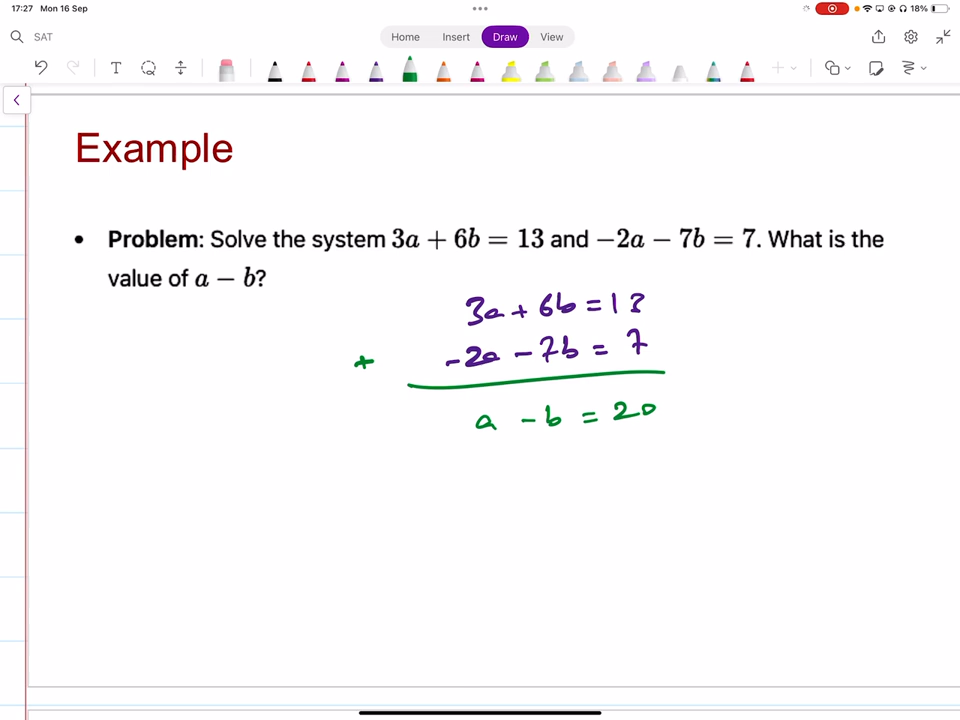 17:27 Mon 16 Sep
18%
SAT
Home Insert Draw View
T
Example
• Problem: Solve the system 3a + 6b = 13 and −2a − 7b = 7. What is the
value of a − b?
3a + 6b = 13
-2a - 7b = 7
+
a - b = 20